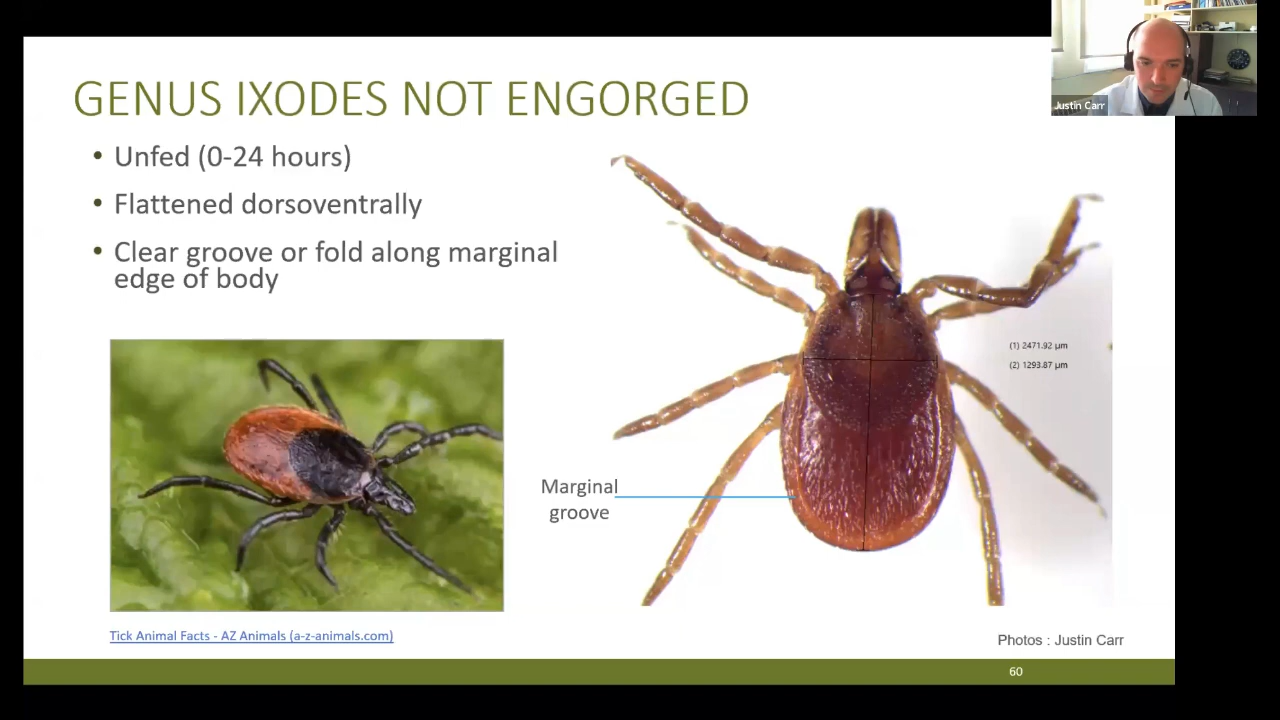 GENUS IXODES NOT ENGORGED
• Unfed (0-24 hours)
• Flattened dorsoventrally
• Clear groove or fold along marginal
edge of body
Justin Carr
(1) 2471.92 µm
(2) 1293.87 µm
Marginal
groove
Tick Animal Facts - AZ Animals (a-z-animals.com)
Photos : Justin Carr
60